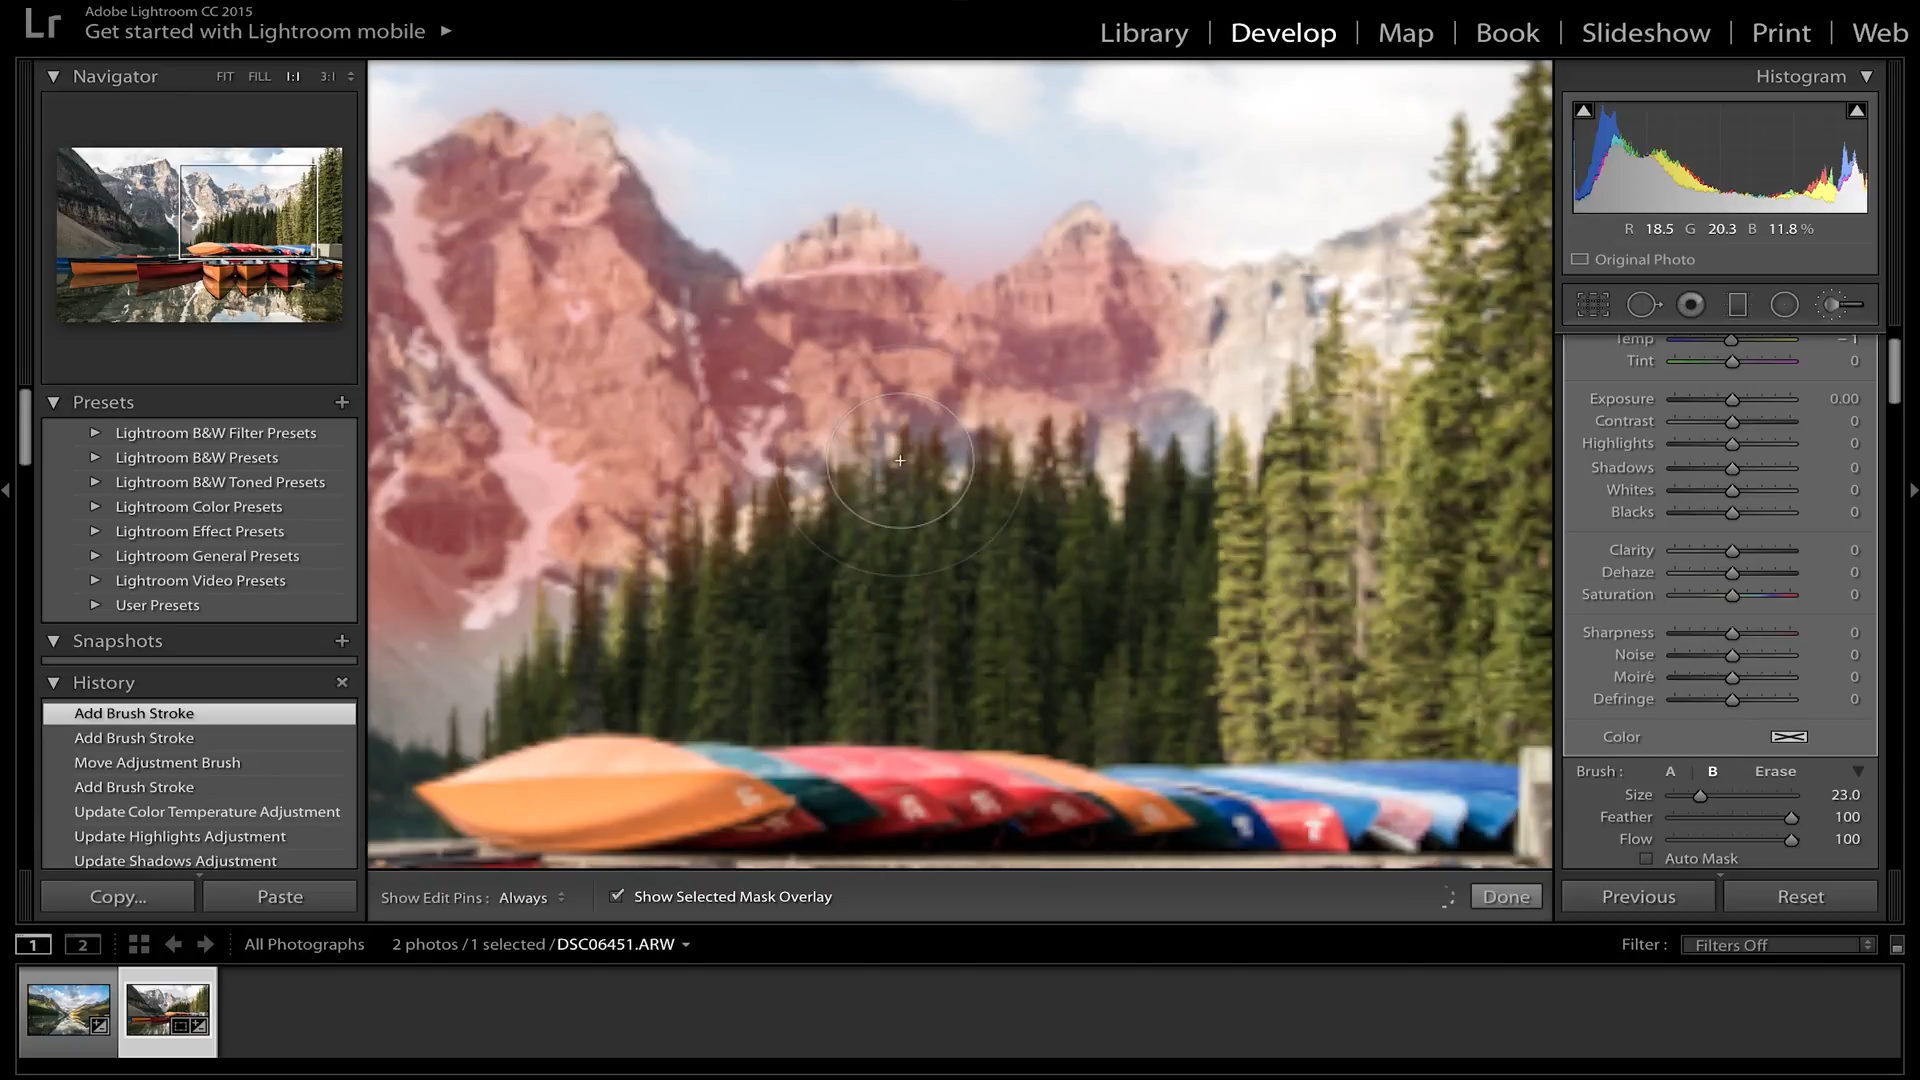 Lr
Adobe Lightroom CC 2015
Get started with Lightroom mobile
Library | Develop | Map | Book | Slideshow | Print | Web
Navigator FIT FILL 1:1 3:1
Presets +
Lightroom B&W Filter Presets
Lightroom B&W Presets
Lightroom B&W Toned Presets
Lightroom Color Presets
Lightroom Effect Presets
Lightroom General Presets
Lightroom Video Presets
User Presets
Snapshots +
History ×
Add Brush Stroke
Add Brush Stroke
Move Adjustment Brush
Add Brush Stroke
Update Color Temperature Adjustment
Update Highlights Adjustment
Update Shadows Adjustment
Copy... Paste
Show Edit Pins : Always Show Selected Mask Overlay Done
Histogram
R 18.5 G 20.3 B 11.8 %
Original Photo
Temp – 1
Tint 0
Exposure 0.00
Contrast 0
Highlights 0
Shadows 0
Whites 0
Blacks 0
Clarity 0
Dehaze 0
Saturation 0
Sharpness 0
Noise 0
Moiré 0
Defringe 0
Color
Brush : A B Erase
Size 23.0
Feather 100
Flow 100
Auto Mask
Previous Reset
1 2 All Photographs 2 photos / 1 selected / DSC06451.ARW Filter : Filters Off